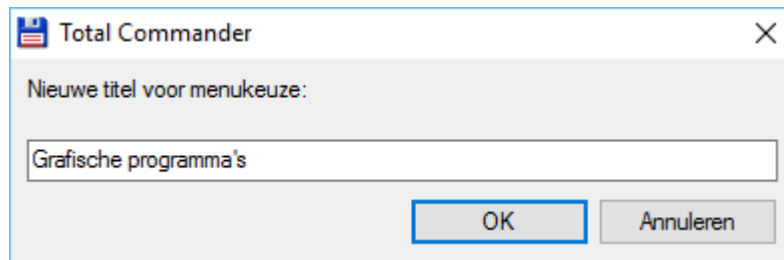 Total Commander
Nieuwe titel voor menukeuze:
Grafische programma's
OK
Annuleren